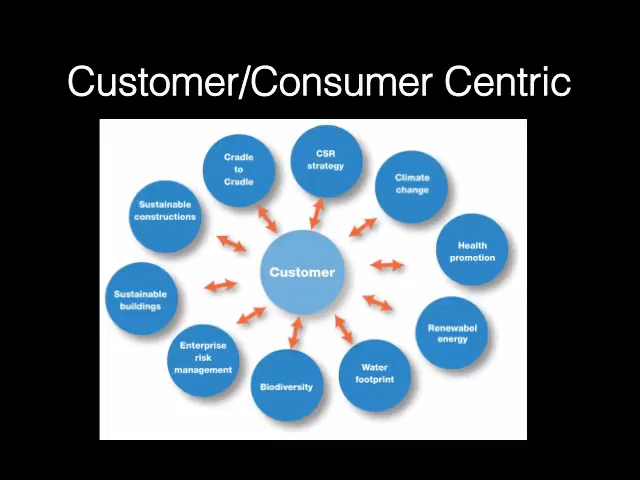 Customer/Consumer Centric
CSR
strategy
Cradle
to
Cradle
Climate
change
Sustainable
constructions
Health
promotion
Customer
Sustainable
buildings
Renewabel
energy
Enterprise
risk
management
Water
footprint
Biodiversity